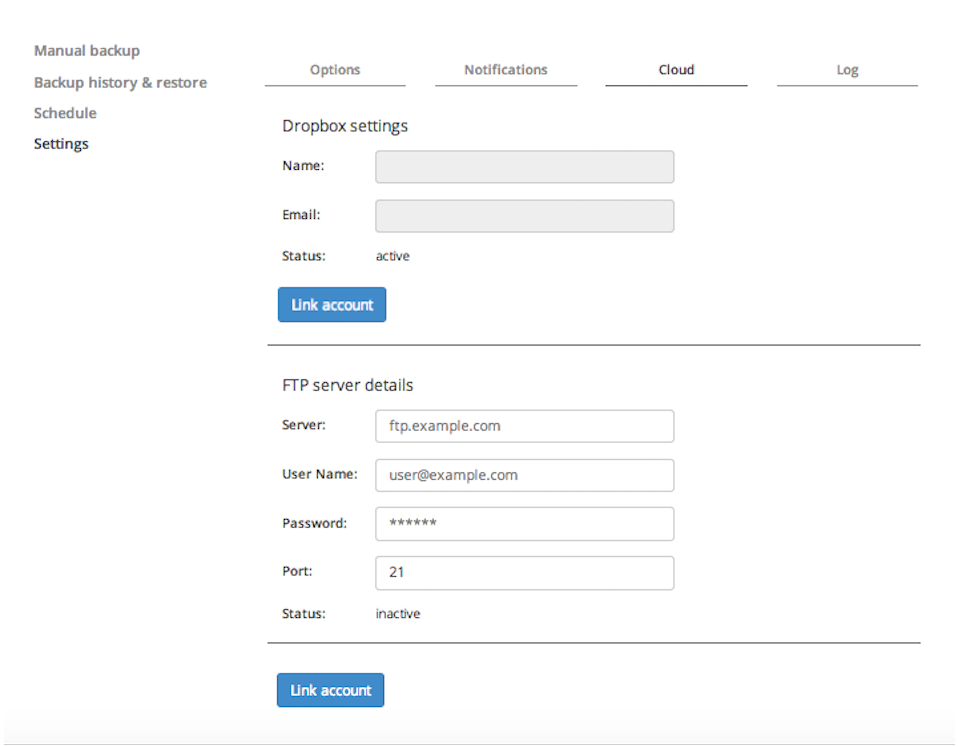 Manual backup
Backup history & restore
Schedule
Settings
Options Notifications Cloud Log
Dropbox settings
Name:
Email:
Status: active
Link account
FTP server details
Server: ftp.example.com
User Name: user@example.com
Password: ******
Port: 21
Status: inactive
Link account